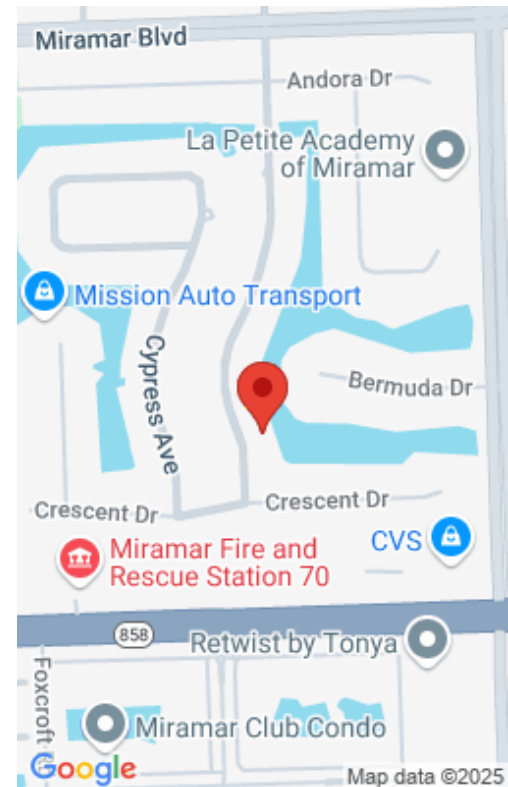 Miramar Blvd
Andora Dr
La Petite Academy
of Miramar
Mission Auto Transport
Cypress Ave
Bermuda Dr
Crescent Dr
Crescent Dr
CVS
Miramar Fire and
Rescue Station 70
858
Retwist by Tonya
Foxcroft
Miramar Club Condo
Google
Map data ©2025